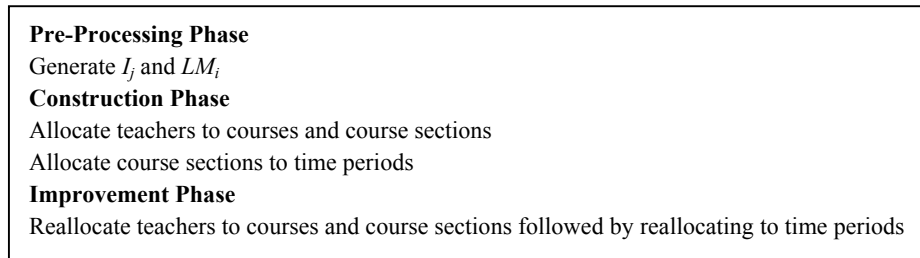 Pre-Processing Phase
Generate I_j and LM_i
Construction Phase
Allocate teachers to courses and course sections
Allocate course sections to time periods
Improvement Phase
Reallocate teachers to courses and course sections followed by reallocating to time periods